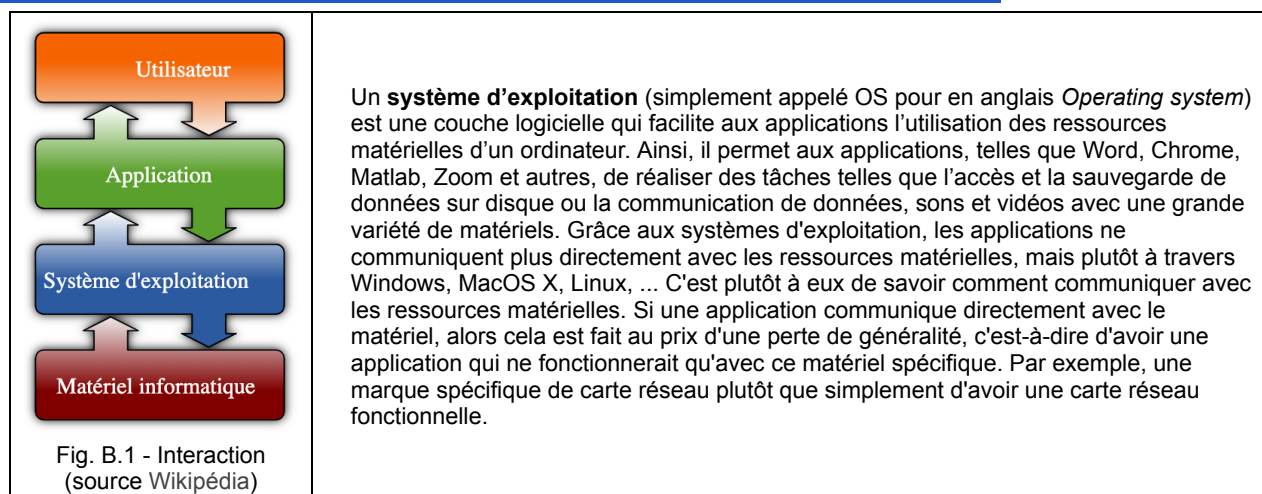 Utilisateur
Application
Système d'exploitation
Matériel informatique
Fig. B.1 - Interaction
(source Wikipédia)
Un système d’exploitation (simplement appelé OS pour en anglais Operating system)
est une couche logicielle qui facilite aux applications l’utilisation des ressources
matérielles d’un ordinateur. Ainsi, il permet aux applications, telles que Word, Chrome,
Matlab, Zoom et autres, de réaliser des tâches telles que l’accès et la sauvegarde de
données sur disque ou la communication de données, sons et vidéos avec une grande
variété de matériels. Grâce aux systèmes d'exploitation, les applications ne
communiquent plus directement avec les ressources matérielles, mais plutôt à travers
Windows, MacOS X, Linux, ... C'est plutôt à eux de savoir comment communiquer avec
les ressources matérielles. Si une application communique directement avec le
matériel, alors cela est fait au prix d'une perte de généralité, c'est-à-dire d'avoir une
application qui ne fonctionnerait qu'avec ce matériel spécifique. Par exemple, une
marque spécifique de carte réseau plutôt que simplement d'avoir une carte réseau
fonctionnelle.